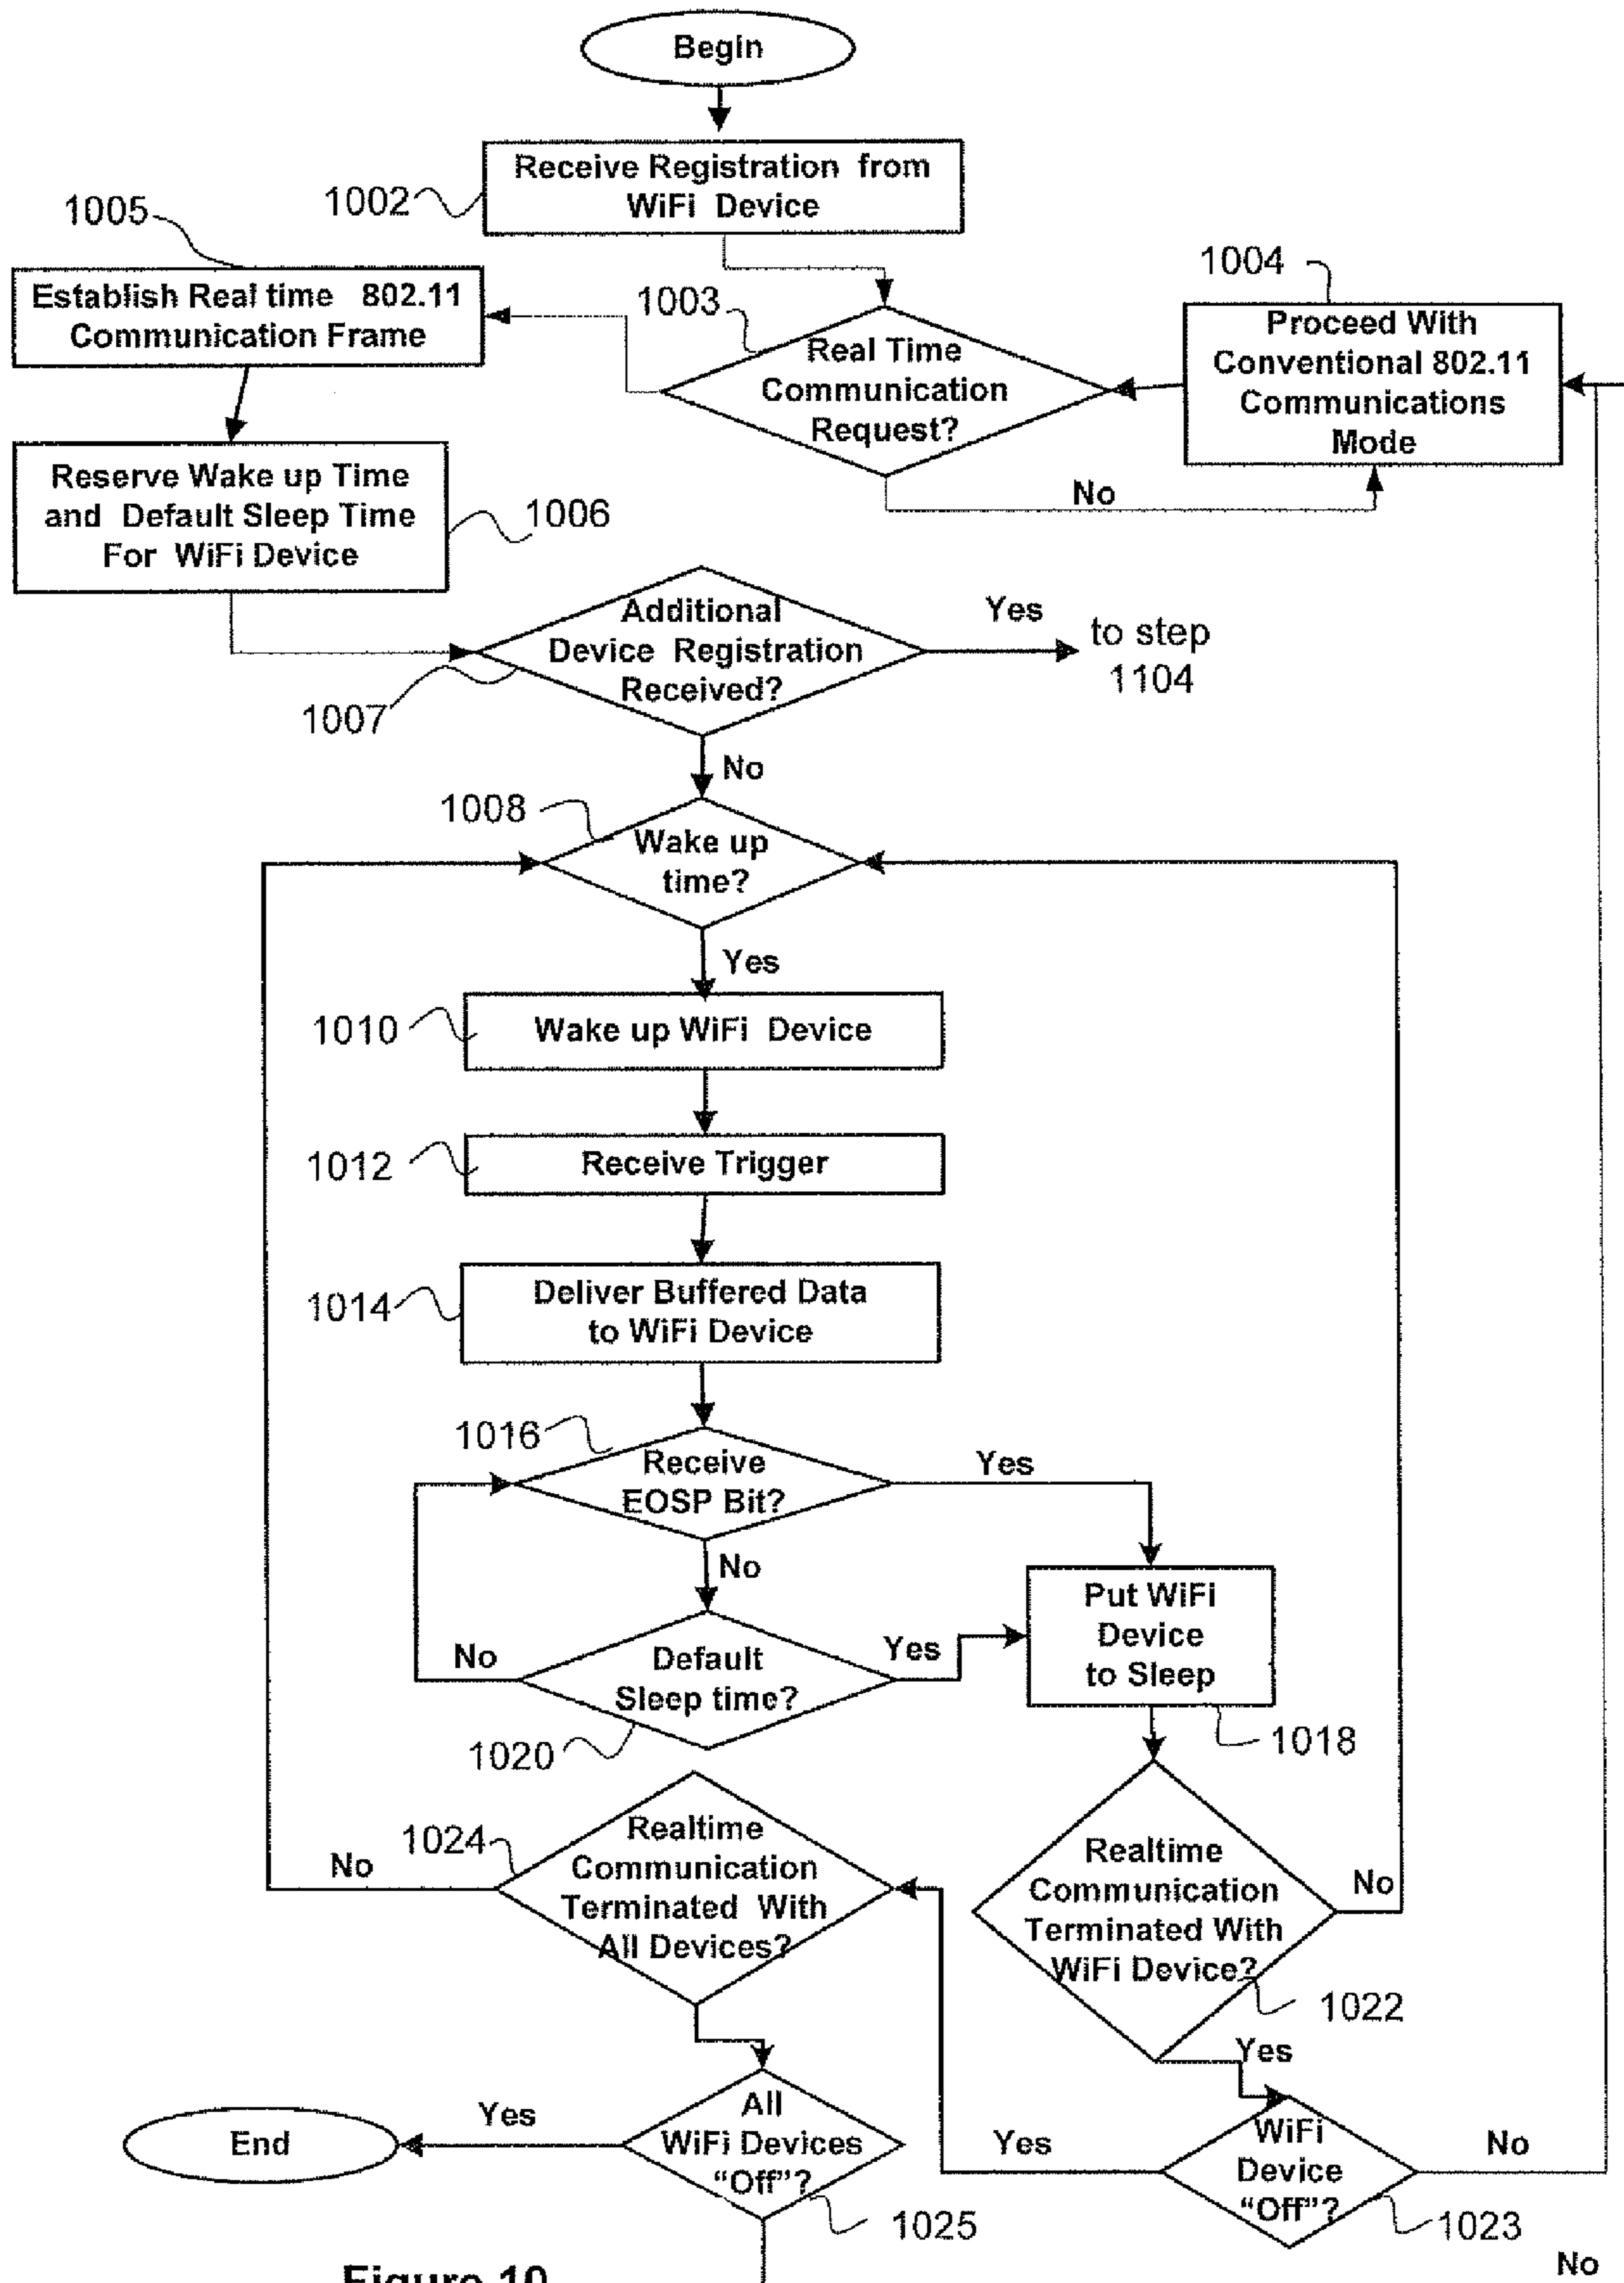 Begin
Receive Registration from
WiFi Device
1002
1005
Establish Real time 802.11
Communication Frame
1003
Real Time
Communication
Request?
1004
Proceed With
Conventional 802.11
Communications
Mode
No
Reserve Wake up Time
and Default Sleep Time
For WiFi Device
1006
Additional
Device Registration
Received?
1007
Yes
to step
1104
No
1008
Wake up
time?
Yes
1010
Wake up WiFi Device
1012
Receive Trigger
1014
Deliver Buffered Data
to WiFi Device
1016
Receive
EOSP Bit?
Yes
No
Put WiFi
Device
to Sleep
1018
No
Default
Sleep time?
Yes
1020
1024
Realtime
Communication
Terminated With
All Devices?
No
Realtime
Communication
Terminated With
WiFi Device?
No
1022
Yes
All
WiFi Devices
“Off”?
Yes
End
1025
WiFi
Device
“Off”?
Yes
No
1023
No
Figure 10